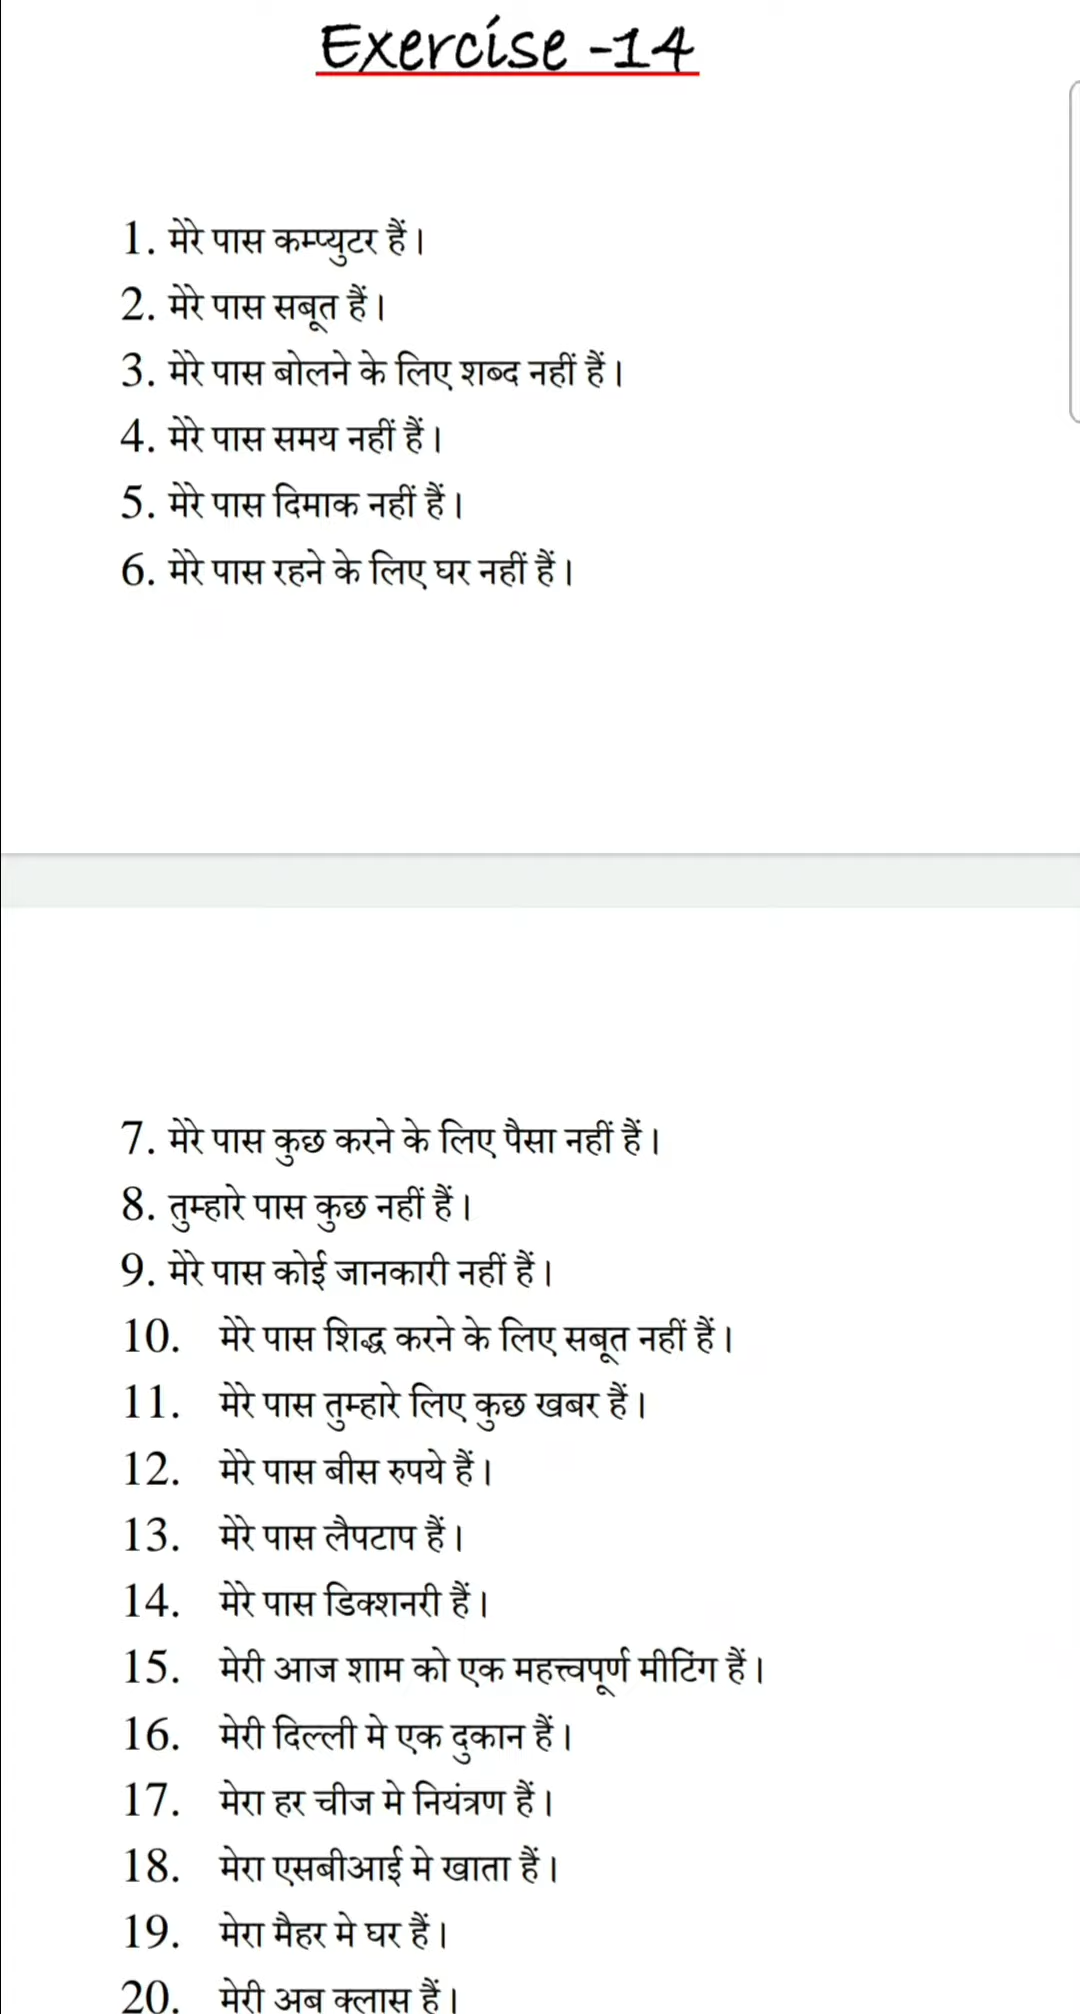 Exercise -14
1. मेरे पास कम्प्युटर हैं।
2. मेरे पास सबूत हैं।
3. मेरे पास बोलने के लिए शब्द नहीं हैं।
4. मेरे पास समय नहीं हैं।
5. मेरे पास दिमाक नहीं हैं।
6. मेरे पास रहने के लिए घर नहीं हैं।
7. मेरे पास कुछ करने के लिए पैसा नहीं हैं।
8. तुम्हारे पास कुछ नहीं हैं।
9. मेरे पास कोई जानकारी नहीं हैं।
10. मेरे पास शिद्ध करने के लिए सबूत नहीं हैं।
11. मेरे पास तुम्हारे लिए कुछ खबर हैं।
12. मेरे पास बीस रुपये हैं।
13. मेरे पास लैपटाप हैं।
14. मेरे पास डिक्शनरी हैं।
15. मेरी आज शाम को एक महत्त्वपूर्ण मीटिंग हैं।
16. मेरी दिल्ली मे एक दुकान हैं।
17. मेरा हर चीज मे नियंत्रण हैं।
18. मेरा एसबीआई मे खाता हैं।
19. मेरा मैहर मे घर हैं।
20. मेरी अब क्लास हैं।